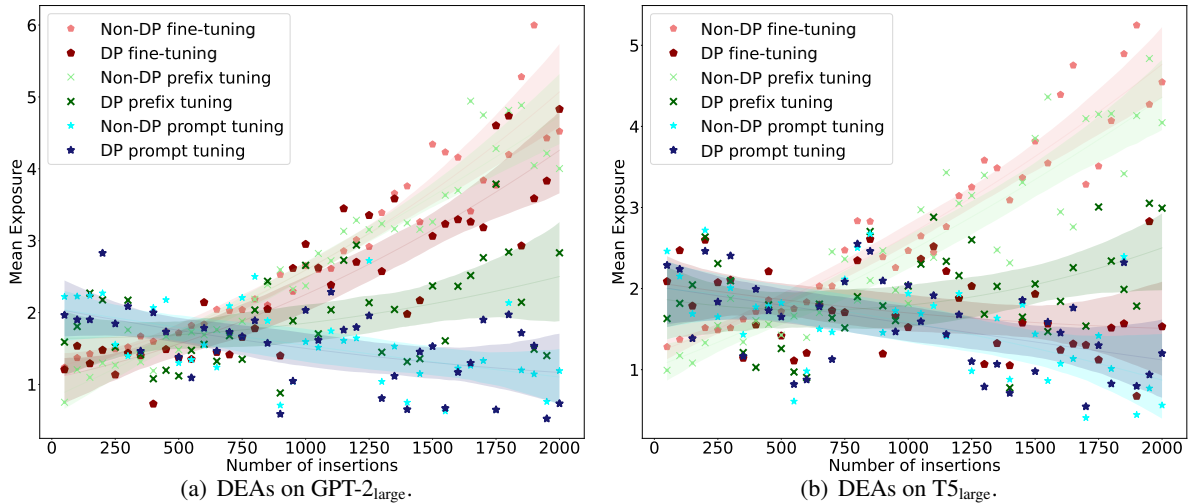 6
5
4
3
2
1
Mean Exposure
Non-DP fine-tuning
DP fine-tuning
Non-DP prefix tuning
DP prefix tuning
Non-DP prompt tuning
DP prompt tuning
0 250 500 750 1000 1250 1500 1750 2000
Number of insertions
(a) DEAs on GPT-2large.
5
4
3
2
1
Mean Exposure
Non-DP fine-tuning
DP fine-tuning
Non-DP prefix tuning
DP prefix tuning
Non-DP prompt tuning
DP prompt tuning
0 250 500 750 1000 1250 1500 1750 2000
Number of insertions
(b) DEAs on T5large.